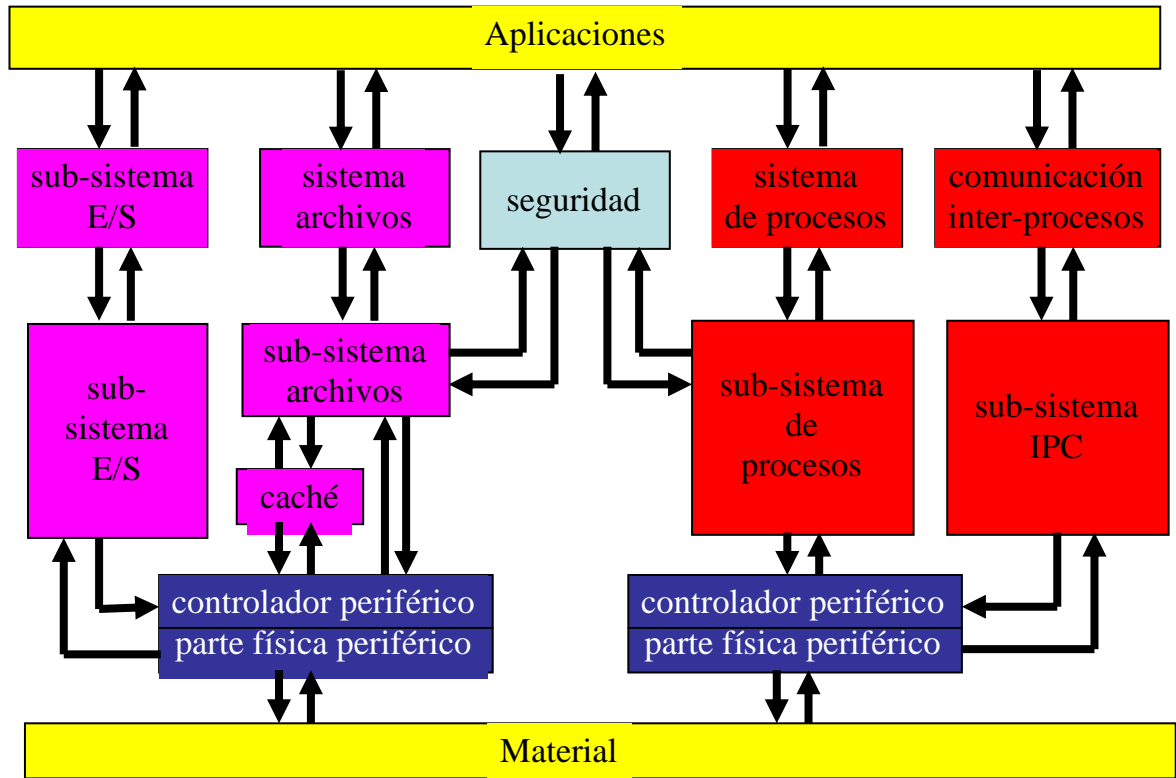 Aplicaciones
sub-sistema
E/S
sistema
archivos
seguridad
sistema
de procesos
comunicación
inter-procesos
sub-
sistema
E/S
sub-sistema
archivos
caché
sub-sistema
de
procesos
sub-sistema
IPC
controlador periférico
parte física periférico
controlador periférico
parte física periférico
Material